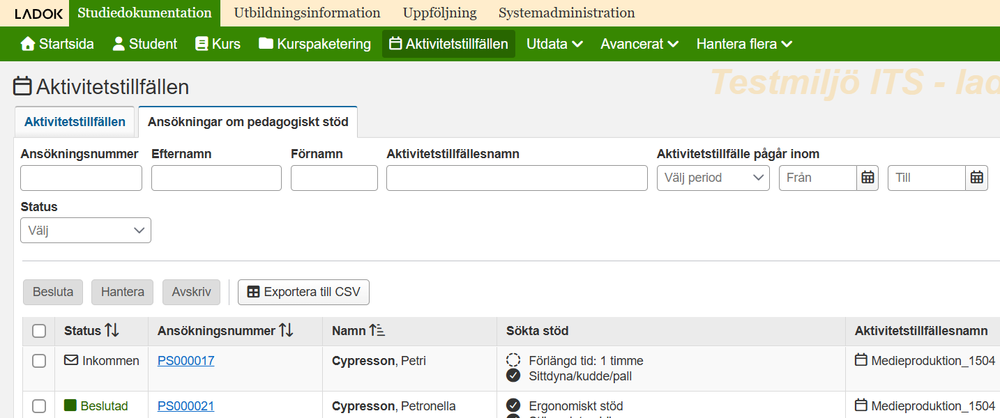 LADOK Studiedokumentation Utbildningsinformation Uppföljning Systemadministration
Startsida Student Kurs Kurspaketering Aktivitetstillfällen Utdata Avancerat Hantera flera
Testmiljö ITS - lad
Aktivitetstillfällen
Aktivitetstillfällen Ansökningar om pedagogiskt stöd
Ansökningsnummer Efternamn Förnamn Aktivitetstillfällesnamn Aktivitetstillfälle pågår inom
Välj period Från Till
Status
Välj
Besluta Hantera Avskriv Exportera till CSV
Status Ansökningsnummer Namn Sökta stöd Aktivitetstillfällesnamn
Inkommen PS000017 Cypresson, Petri Förlängd tid: 1 timme Medieproduktion_1504
Sittdyna/kudde/pall
Beslutad PS000021 Cypresson, Petronella Ergonomiskt stöd Medieproduktion_1504